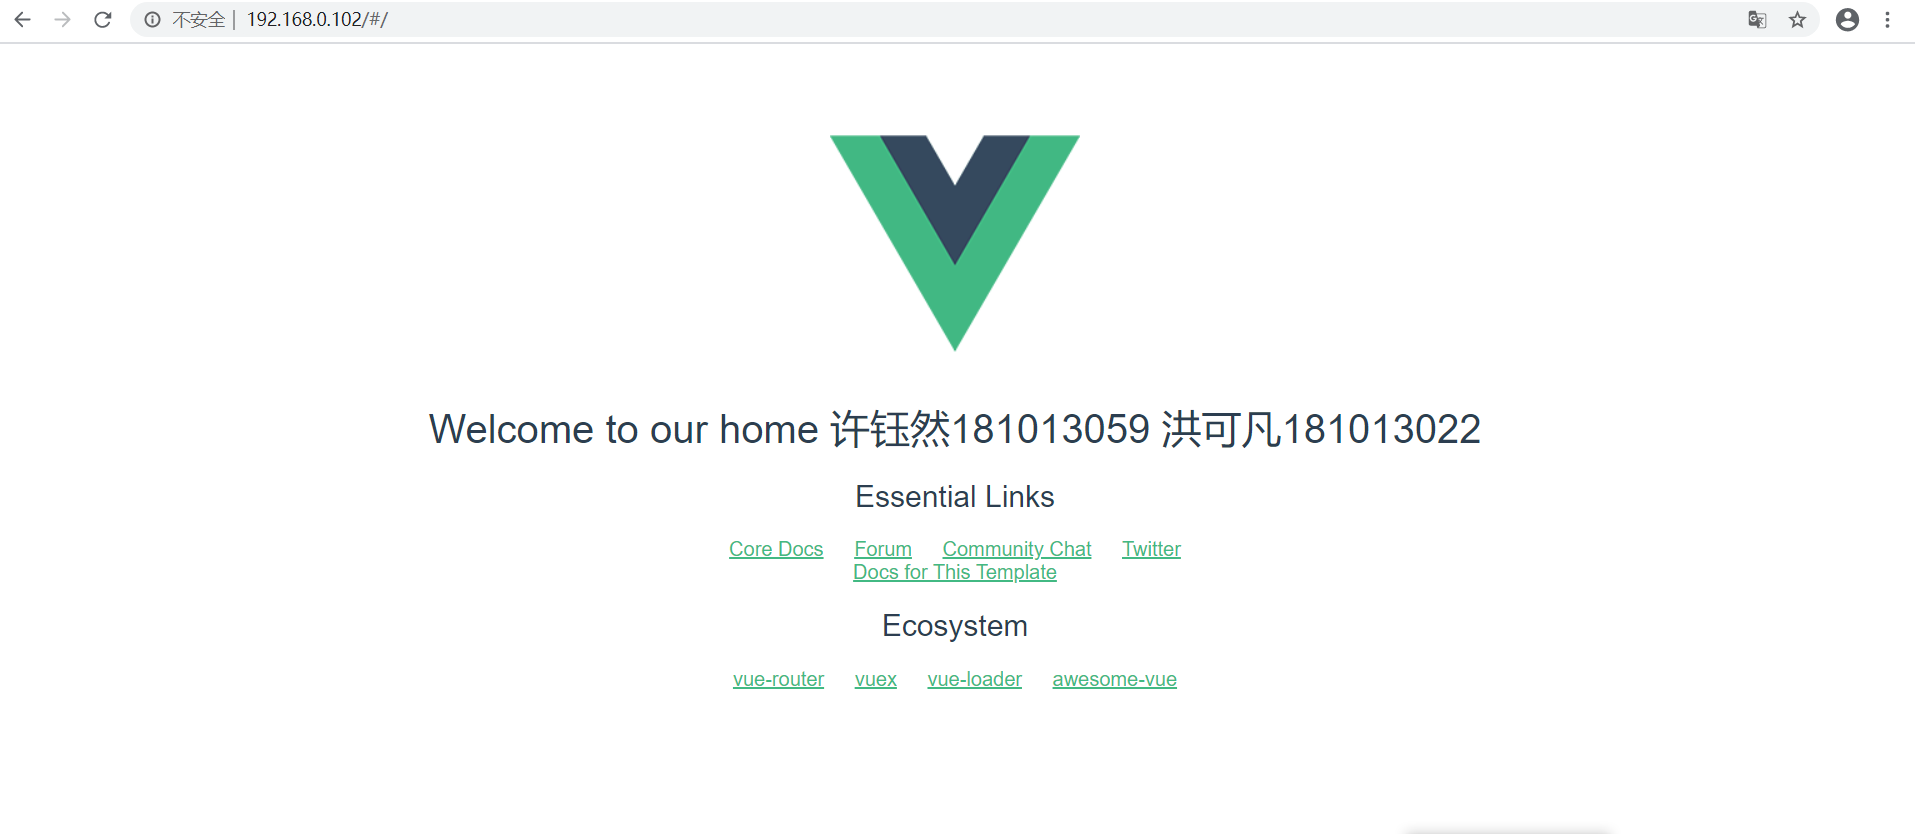 不安全 | 192.168.0.102/#/
Welcome to our home 许钰然181013059 洪可凡181013022
Essential Links
Core Docs Forum Community Chat Twitter
Docs for This Template
Ecosystem
vue-router vuex vue-loader awesome-vue